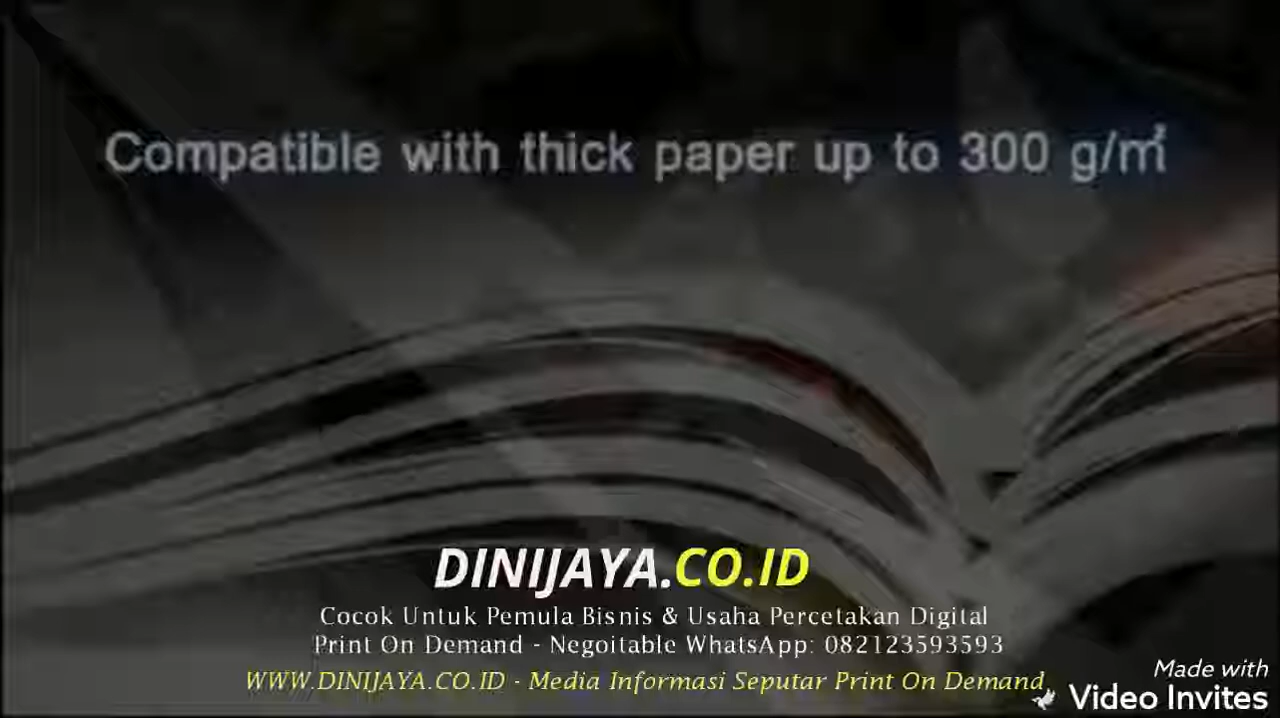 Compatible with thick paper up to 300 g/㎡
DINIJAYA.CO.ID
Cocok Untuk Pemula Bisnis & Usaha Percetakan Digital
Print On Demand - Negoitable WhatsApp: 082123593593
WWW.DINIJAYA.CO.ID - Media Informasi Seputar Print On Demand
Made with
Video Invites